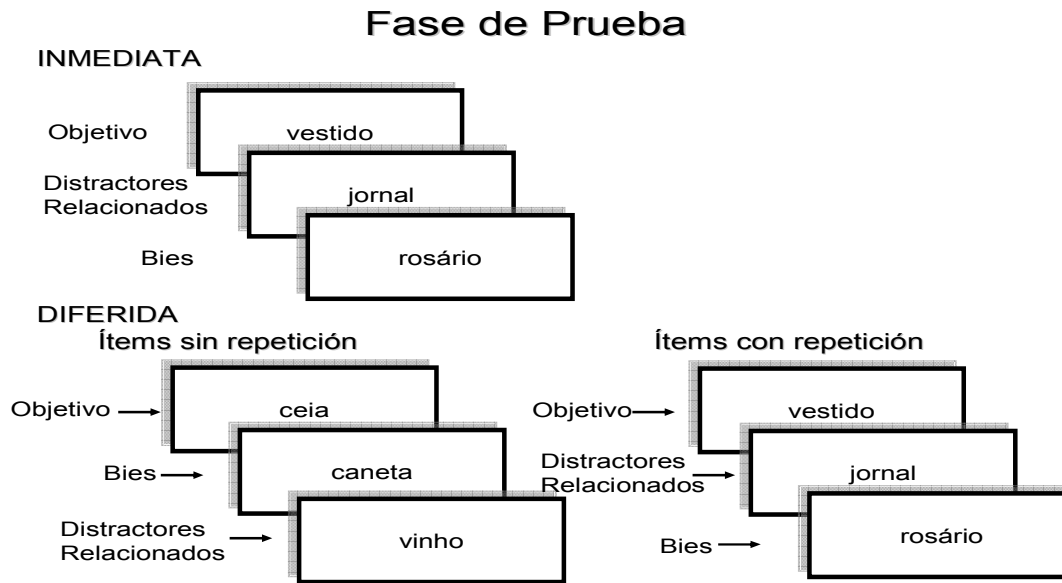 Fase de Prueba
INMEDIATA
Objetivo
vestido
Distractores
Relacionados
jornal
Bies
rosário
DIFERIDA
Ítems sin repetición
Objetivo
ceia
Bies
caneta
Distractores
Relacionados
vinho
Ítems con repetición
Objetivo
vestido
Distractores
Relacionados
jornal
Bies
rosário